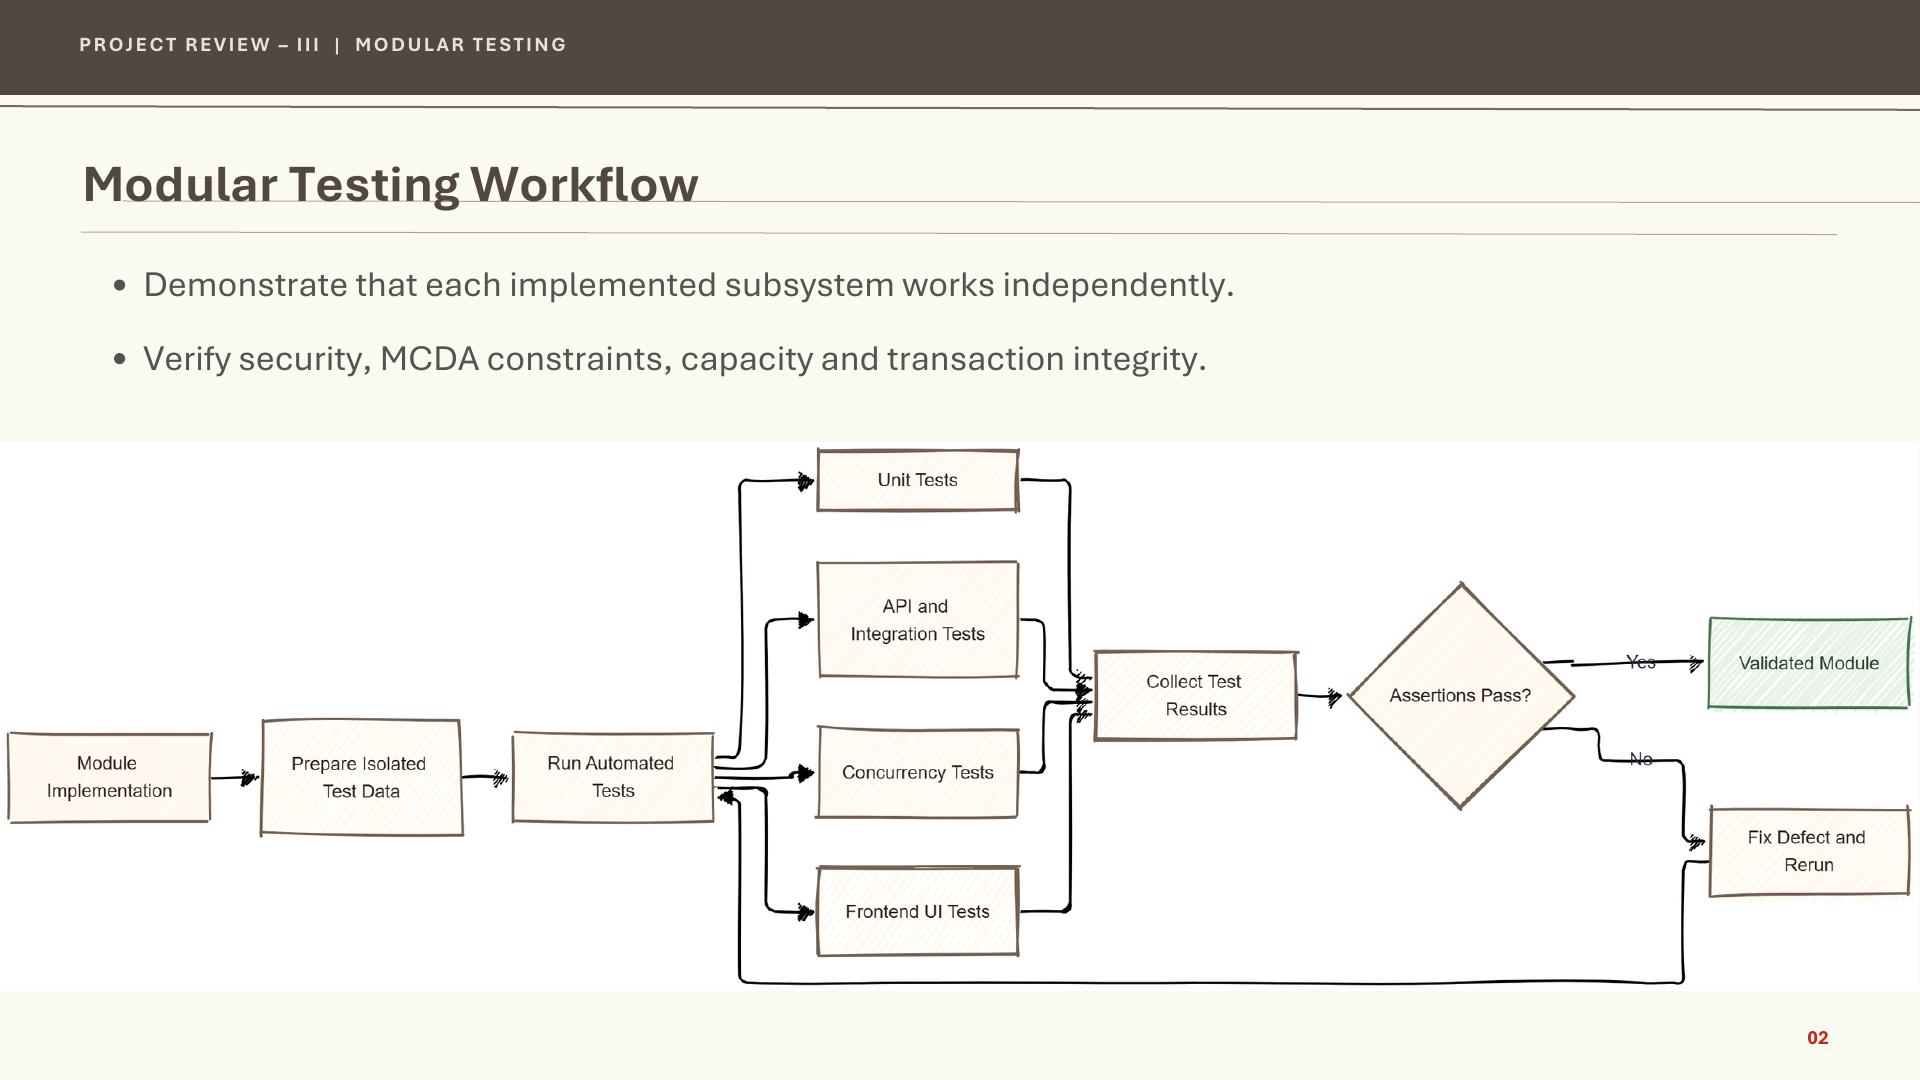 PROJECT REVIEW – III | MODULAR TESTING
Modular Testing Workflow
• Demonstrate that each implemented subsystem works independently.
• Verify security, MCDA constraints, capacity and transaction integrity.
Module
Implementation
Prepare Isolated
Test Data
Run Automated
Tests
Unit Tests
API and
Integration Tests
Concurrency Tests
Frontend UI Tests
Collect Test
Results
Assertions Pass?
Yes
Validated Module
No
Fix Defect and
Rerun
02